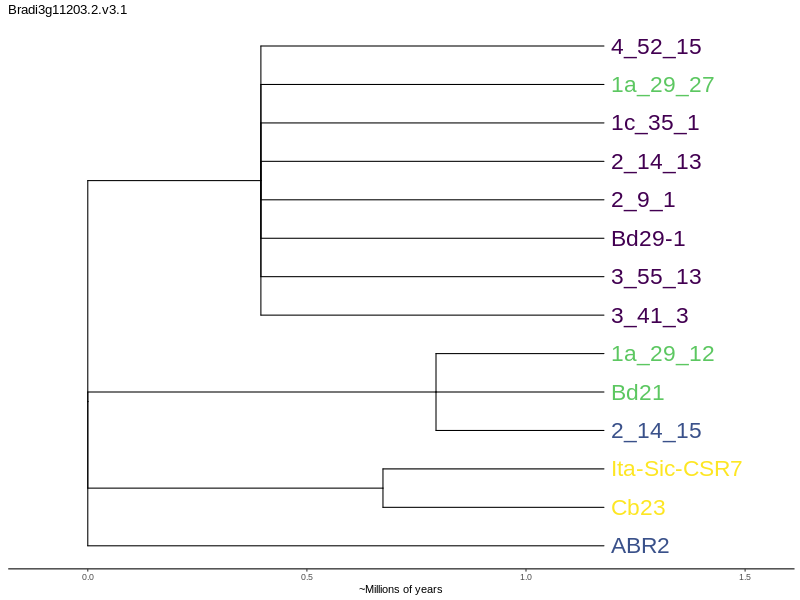 Bradi3g11203.2.v3.1
4_52_15
1a_29_27
1c_35_1
2_14_13
2_9_1
Bd29-1
3_55_13
3_41_3
1a_29_12
Bd21
2_14_15
Ita-Sic-CSR7
Cb23
ABR2
0.0 0.5 1.0 1.5
~Millions of years